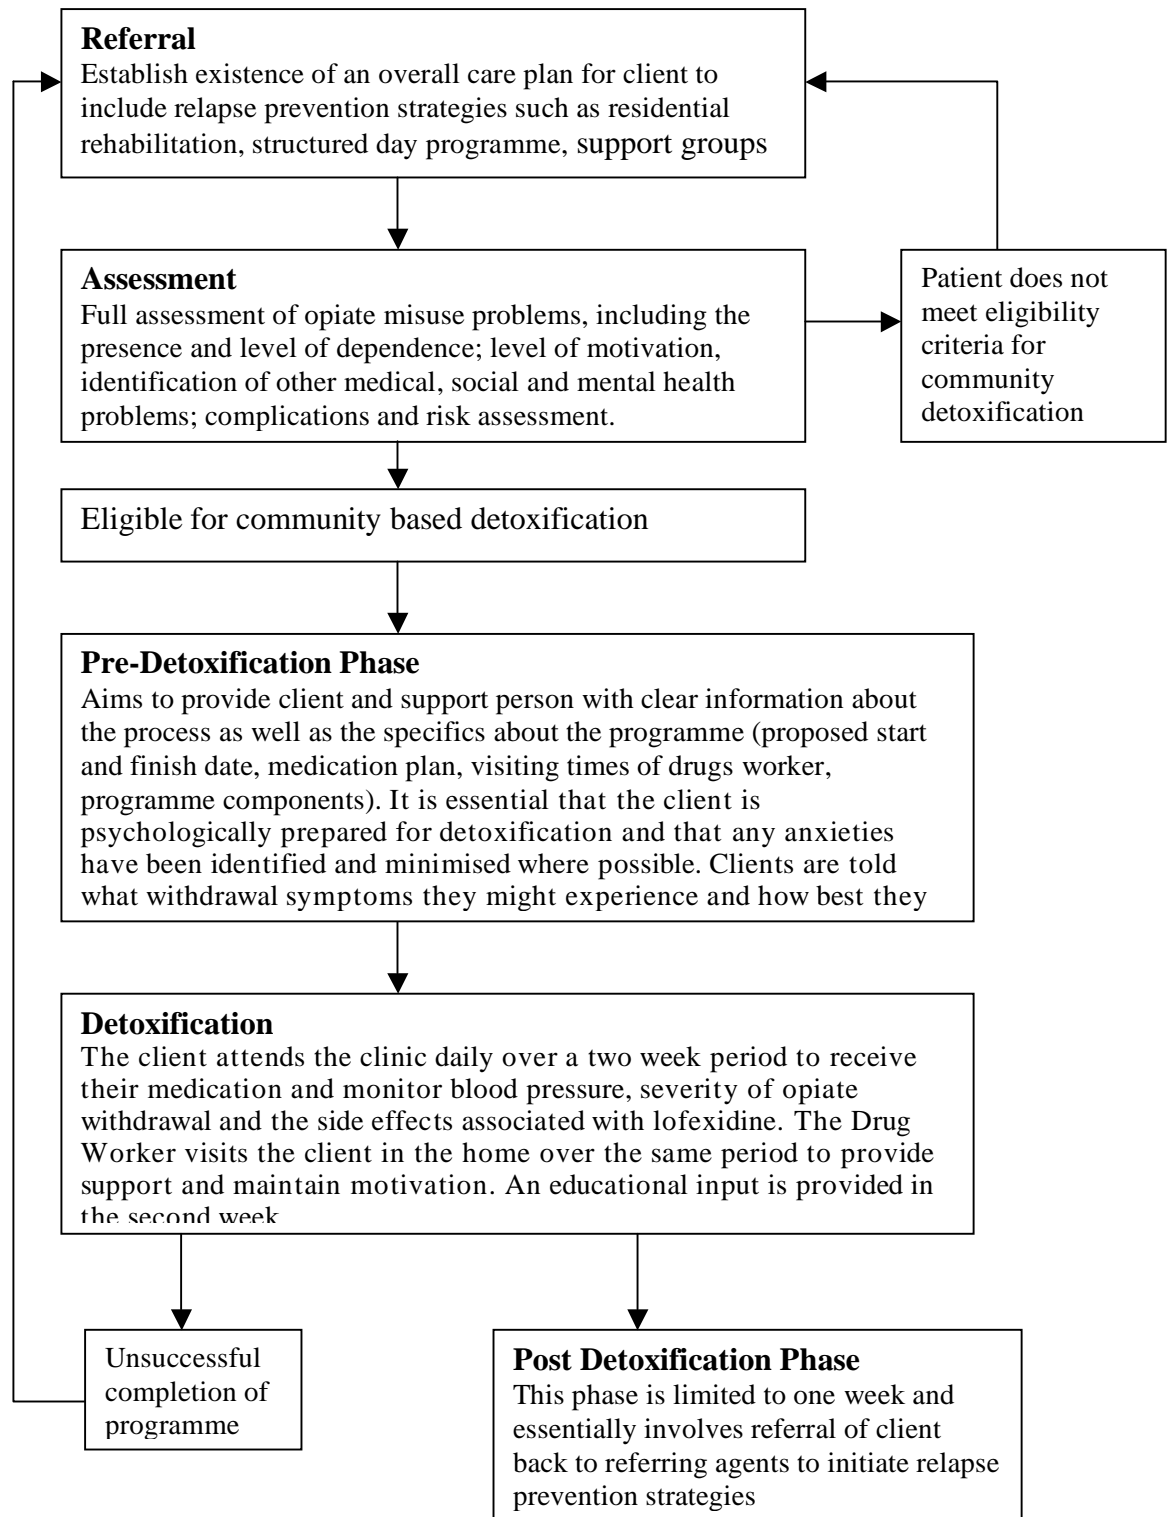 Referral
Establish existence of an overall care plan for client to
include relapse prevention strategies such as residential
rehabilitation, structured day programme, support groups
Assessment
Full assessment of opiate misuse problems, including the
presence and level of dependence; level of motivation,
identification of other medical, social and mental health
problems; complications and risk assessment.
Patient does not
meet eligibility
criteria for
community
detoxification
Eligible for community based detoxification
Pre-Detoxification Phase
Aims to provide client and support person with clear information about
the process as well as the specifics about the programme (proposed start
and finish date, medication plan, visiting times of drugs worker,
programme components). It is essential that the client is
psychologically prepared for detoxification and that any anxieties
have been identified and minimised where possible. Clients are told
what withdrawal symptoms they might experience and how best they
Detoxification
The client attends the clinic daily over a two week period to receive
their medication and monitor blood pressure, severity of opiate
withdrawal and the side effects associated with lofexidine. The Drug
Worker visits the client in the home over the same period to provide
support and maintain motivation. An educational input is provided in
the second week
Unsuccessful
completion of
programme
Post Detoxification Phase
This phase is limited to one week and
essentially involves referral of client
back to referring agents to initiate relapse
prevention strategies